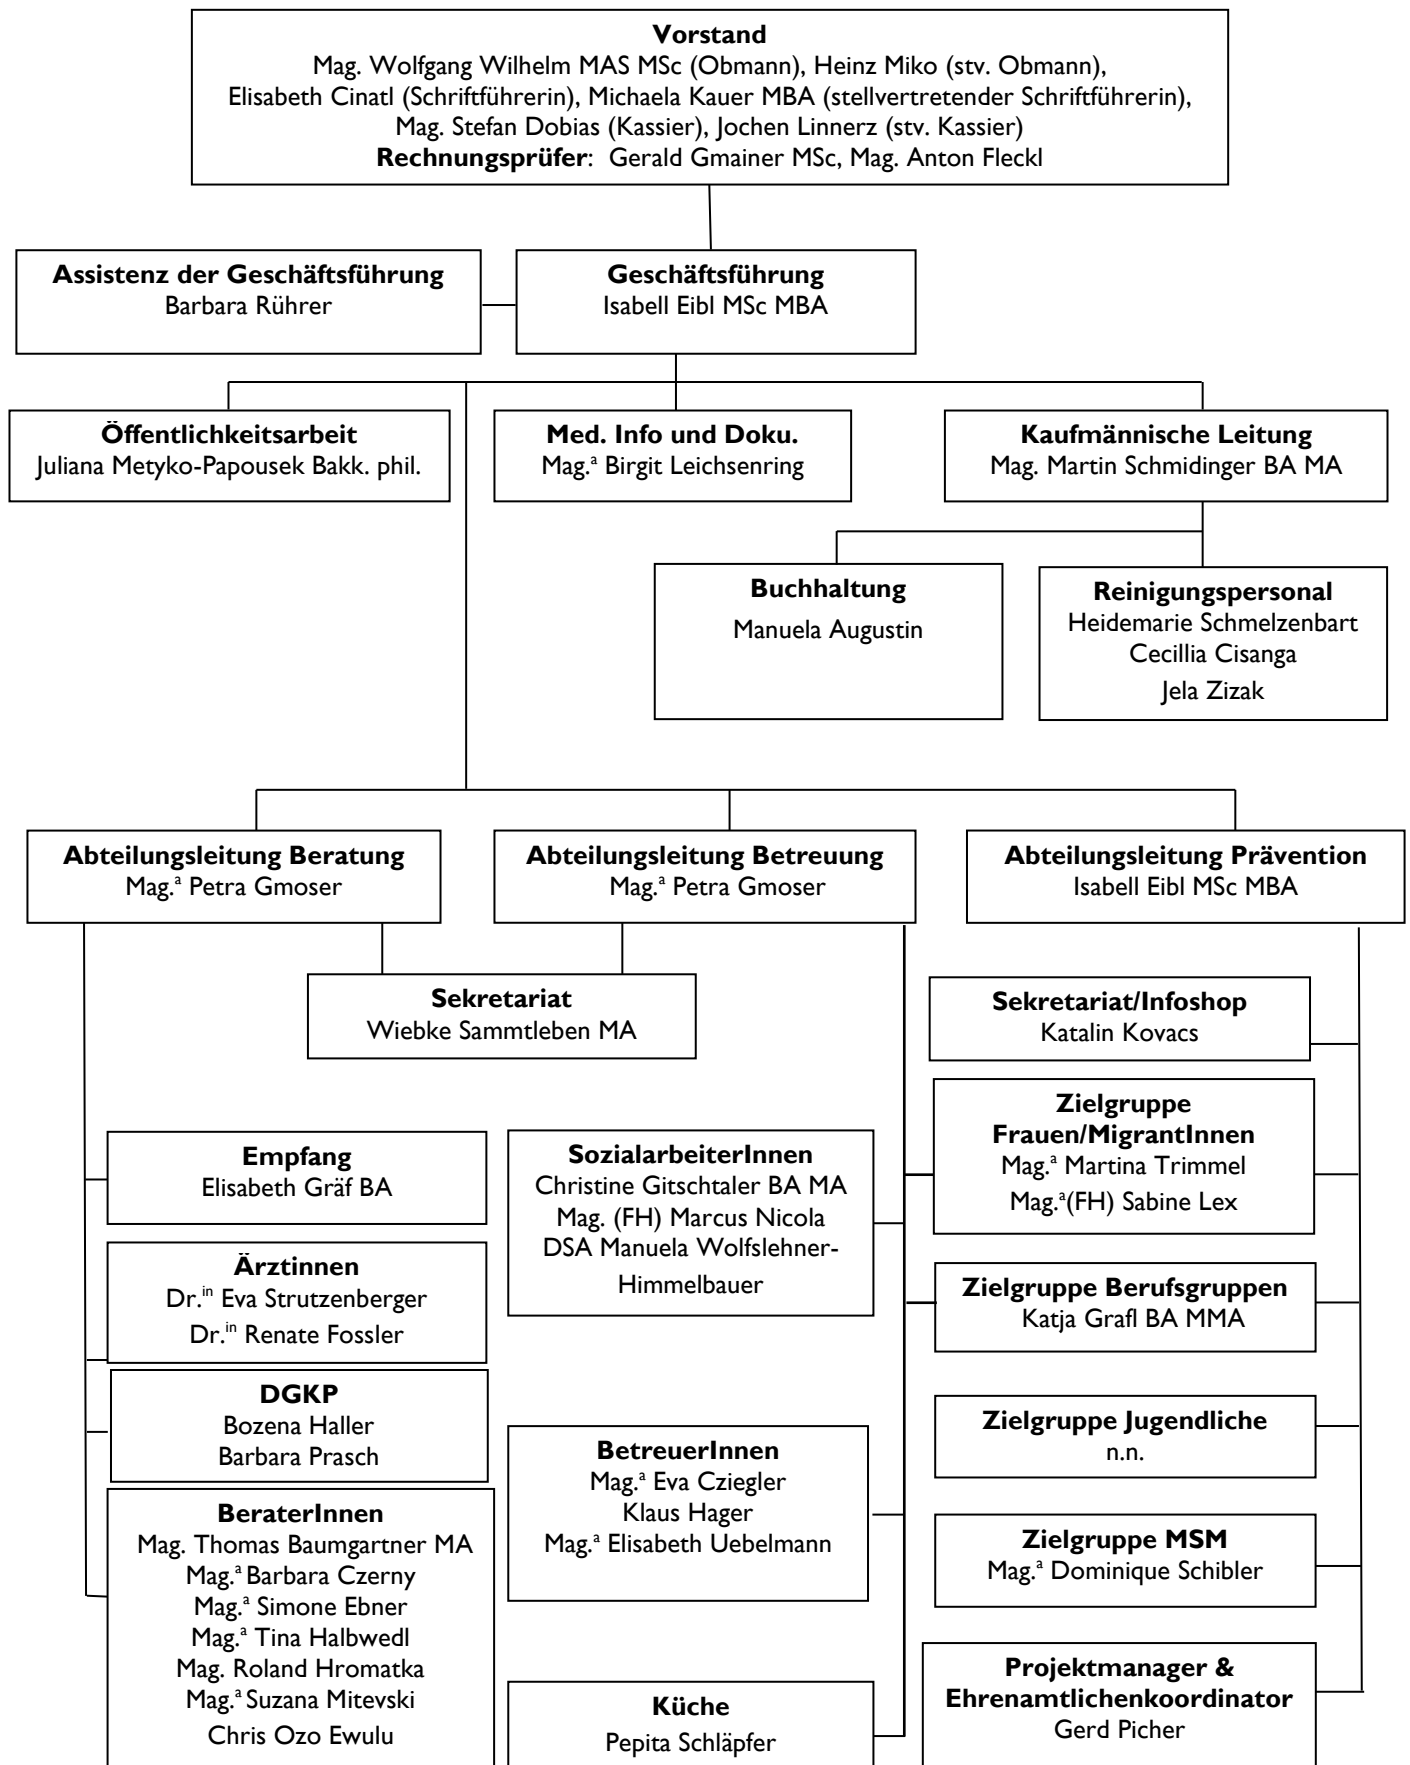 Vorstand
Mag. Wolfgang Wilhelm MAS MSc (Obmann), Heinz Miko (stv. Obmann),
Elisabeth Cinatl (Schriftführerin), Michaela Kauer MBA (stellvertretender Schriftführerin),
Mag. Stefan Dobias (Kassier), Jochen Linnerz (stv. Kassier)
Rechnungsprüfer: Gerald Gmainer MSc, Mag. Anton Fleckl
Assistenz der Geschäftsführung
Barbara Rührer
Geschäftsführung
Isabell Eibl MSc MBA
Öffentlichkeitsarbeit
Juliana Metyko-Papousek Bakk. phil.
Med. Info und Doku.
Mag.ª Birgit Leichsenring
Kaufmännische Leitung
Mag. Martin Schmidinger BA MA
Buchhaltung
Manuela Augustin
Reinigungspersonal
Heidemarie Schmelzenbart
Cecillia Cisanga
Jela Zizak
Abteilungsleitung Beratung
Mag.ª Petra Gmoser
Abteilungsleitung Betreuung
Mag.ª Petra Gmoser
Abteilungsleitung Prävention
Isabell Eibl MSc MBA
Sekretariat
Wiebke Sammtleben MA
Empfang
Elisabeth Gräf BA
Ärztinnen
Dr.in Eva Strutzenberger
Dr.in Renate Fossler
DGKP
Bozena Haller
Barbara Prasch
BeraterInnen
Mag. Thomas Baumgartner MA
Mag.ª Barbara Czerny
Mag.ª Simone Ebner
Mag.ª Tina Halbwedl
Mag. Roland Hromatka
Mag.ª Suzana Mitevski
Chris Ozo Ewulu
SozialarbeiterInnen
Christine Gitschtaler BA MA
Mag. (FH) Marcus Nicola
DSA Manuela Wolfslehner-
Himmelbauer
BetreuerInnen
Mag.ª Eva Cziegler
Klaus Hager
Mag.ª Elisabeth Uebelmann
Küche
Pepita Schläpfer
Sekretariat/Infoshop
Katalin Kovacs
Zielgruppe
Frauen/MigrantInnen
Mag.ª Martina Trimmel
Mag.ª(FH) Sabine Lex
Zielgruppe Berufsgruppen
Katja Grafl BA MMA
Zielgruppe Jugendliche
n.n.
Zielgruppe MSM
Mag.ª Dominique Schibler
Projektmanager &
Ehrenamtlichenkoordinator
Gerd Picher